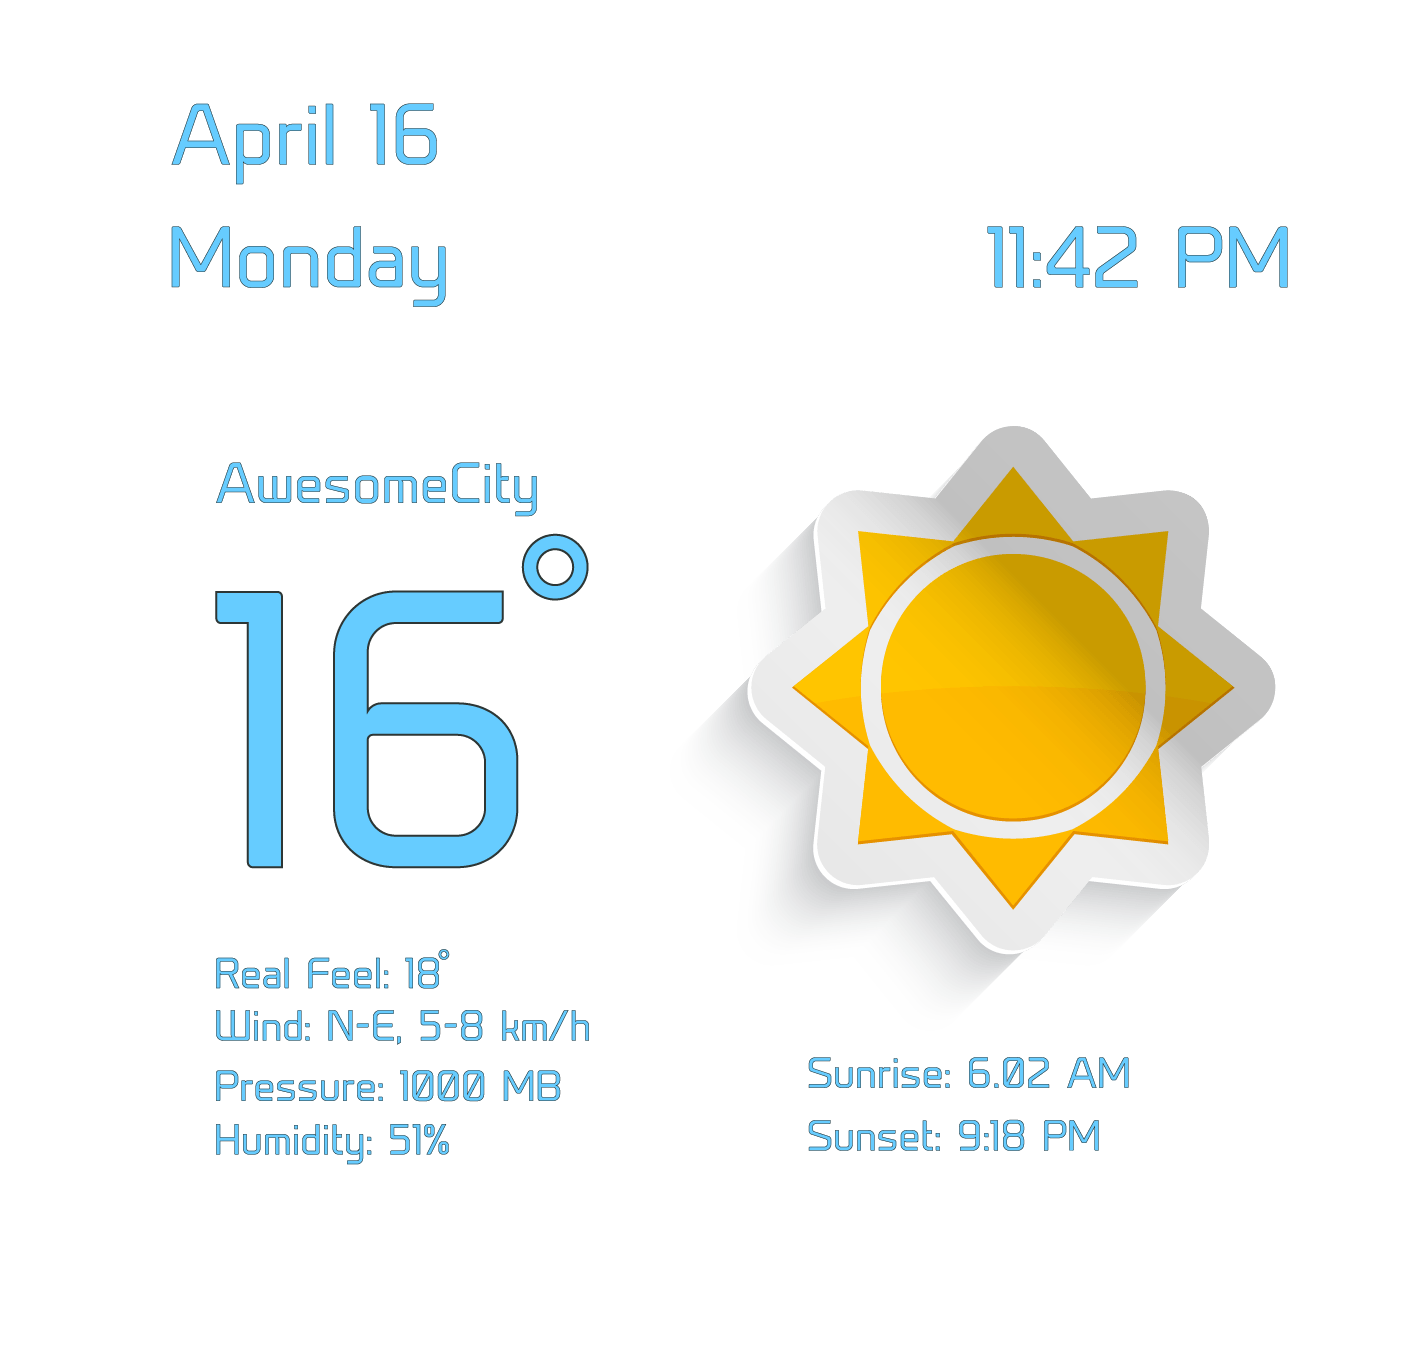 April 16
Monday
11:42 PM
AwesomeCity
16°
Real Feel: 18°
Wind: N-E, 5-8 km/h
Pressure: 1000 MB
Humidity: 51%
Sunrise: 6.02 AM
Sunset: 9:18 PM